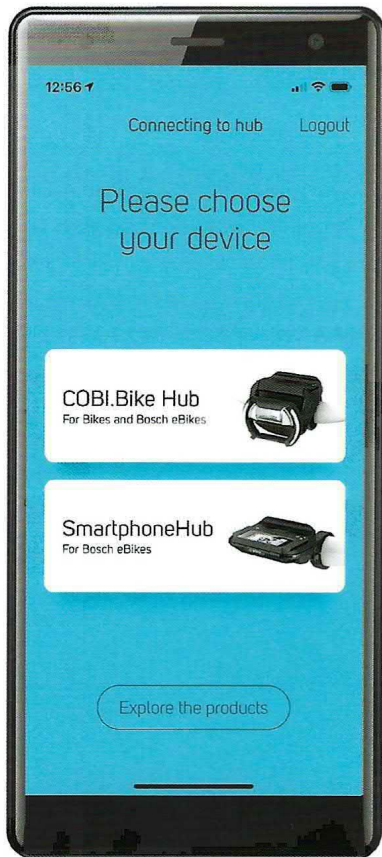 12:56
Connecting to hub Logout
Please choose
your device
COBI.Bike Hub
For Bikes and Bosch eBikes
SmartphoneHub
For Bosch eBikes
Explore the products